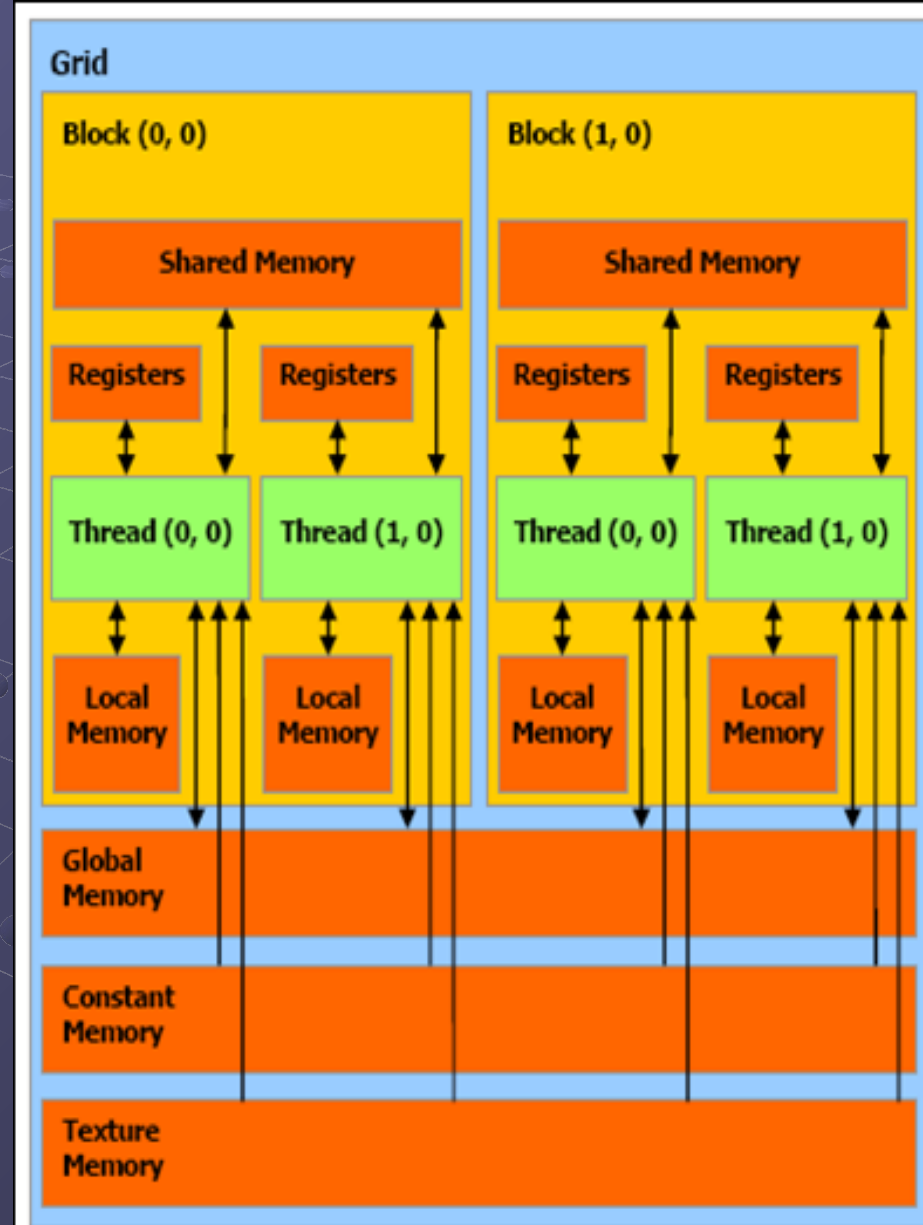 Grid
Block (0, 0)
Block (1, 0)
Shared Memory
Shared Memory
Registers
Registers
Registers
Registers
Thread (0, 0)
Thread (1, 0)
Thread (0, 0)
Thread (1, 0)
Local
Memory
Local
Memory
Local
Memory
Local
Memory
Global
Memory
Constant
Memory
Texture
Memory